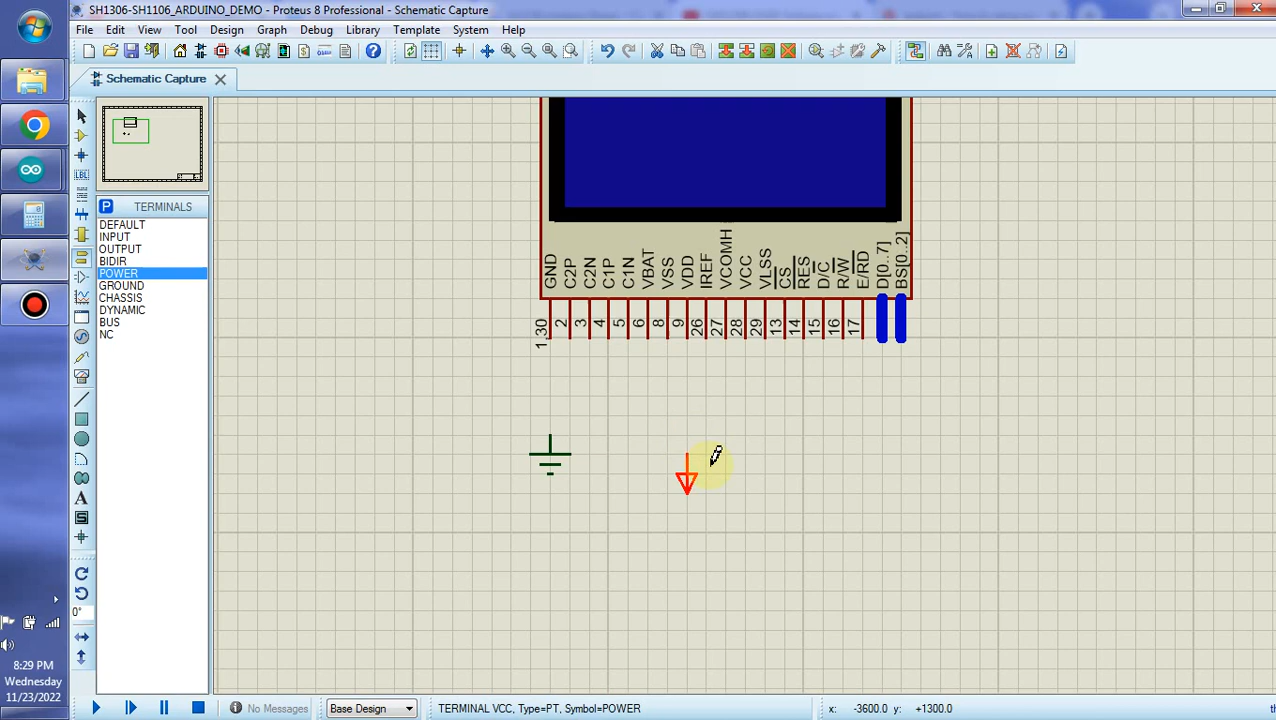 SH1306-SH1106_ARDUINO_DEMO - Proteus 8 Professional - Schematic Capture
File Edit View Tool Design Graph Debug Library Template System Help
Schematic Capture
LBL
P TERMINALS
DEFAULT
INPUT
OUTPUT
BIDIR
POWER
GROUND
CHASSIS
DYNAMIC
BUS
NC
A
S
0°
GND C2P C2N C1P C1N VBAT VSS VDD IREF VCOMH VCC VLSS CS RES D/C R/W E/RD D[0..7] BS[0..2]
1,30 2 3 4 5 6 8 9 26 27 28 29 13 14 15 16 17
8:29 PM
Wednesday
11/23/2022
No Messages Base Design TERMINAL VCC, Type=PT, Symbol=POWER x: -3600.0 y: +1300.0 th